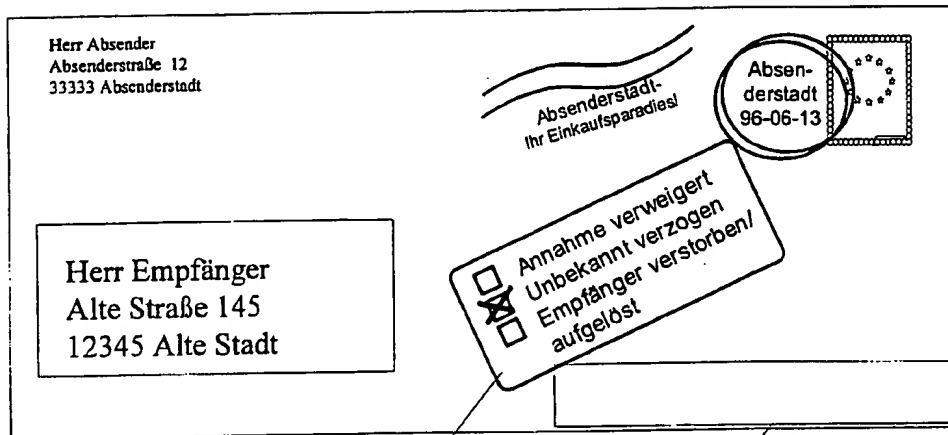 Herr Absender
Absenderstraße 12
33333 Absenderstadt
Absenderstadt-
Ihr Einkaufsparadies!
Absen-
derstadt
96-06-13
Annahme verweigert
Unbekannt verzogen
Empfänger verstorben/
aufgelöst
Herr Empfänger
Alte Straße 145
12345 Alte Stadt